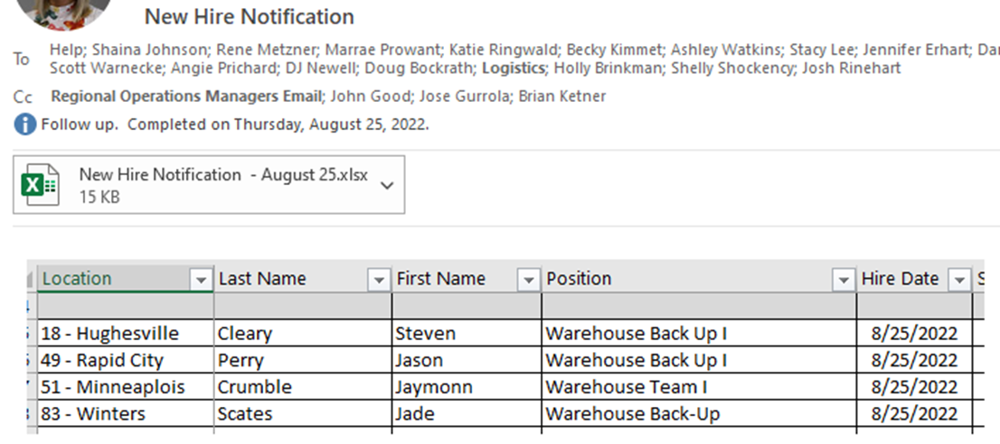 New Hire Notification
To Help; Shaina Johnson; Rene Metzner; Marrae Prowant; Katie Ringwald; Becky Kimmet; Ashley Watkins; Stacy Lee; Jennifer Erhart;
Scott Warnecke; Angie Prichard; DJ Newell; Doug Bockrath; Logistics; Holly Brinkman; Shelly Shockency; Josh Rinehart
Cc Regional Operations Managers Email; John Good; Jose Gurrola; Brian Ketner
Follow up. Completed on Thursday, August 25, 2022.
New Hire Notification - August 25.xlsx
15 KB
Location Last Name First Name Position Hire Date
18 - Hughesville Cleary Steven Warehouse Back Up I 8/25/2022
49 - Rapid City Perry Jason Warehouse Back Up I 8/25/2022
51 - Minneaplois Crumble Jaymonn Warehouse Team I 8/25/2022
83 - Winters Scates Jade Warehouse Back-Up 8/25/2022